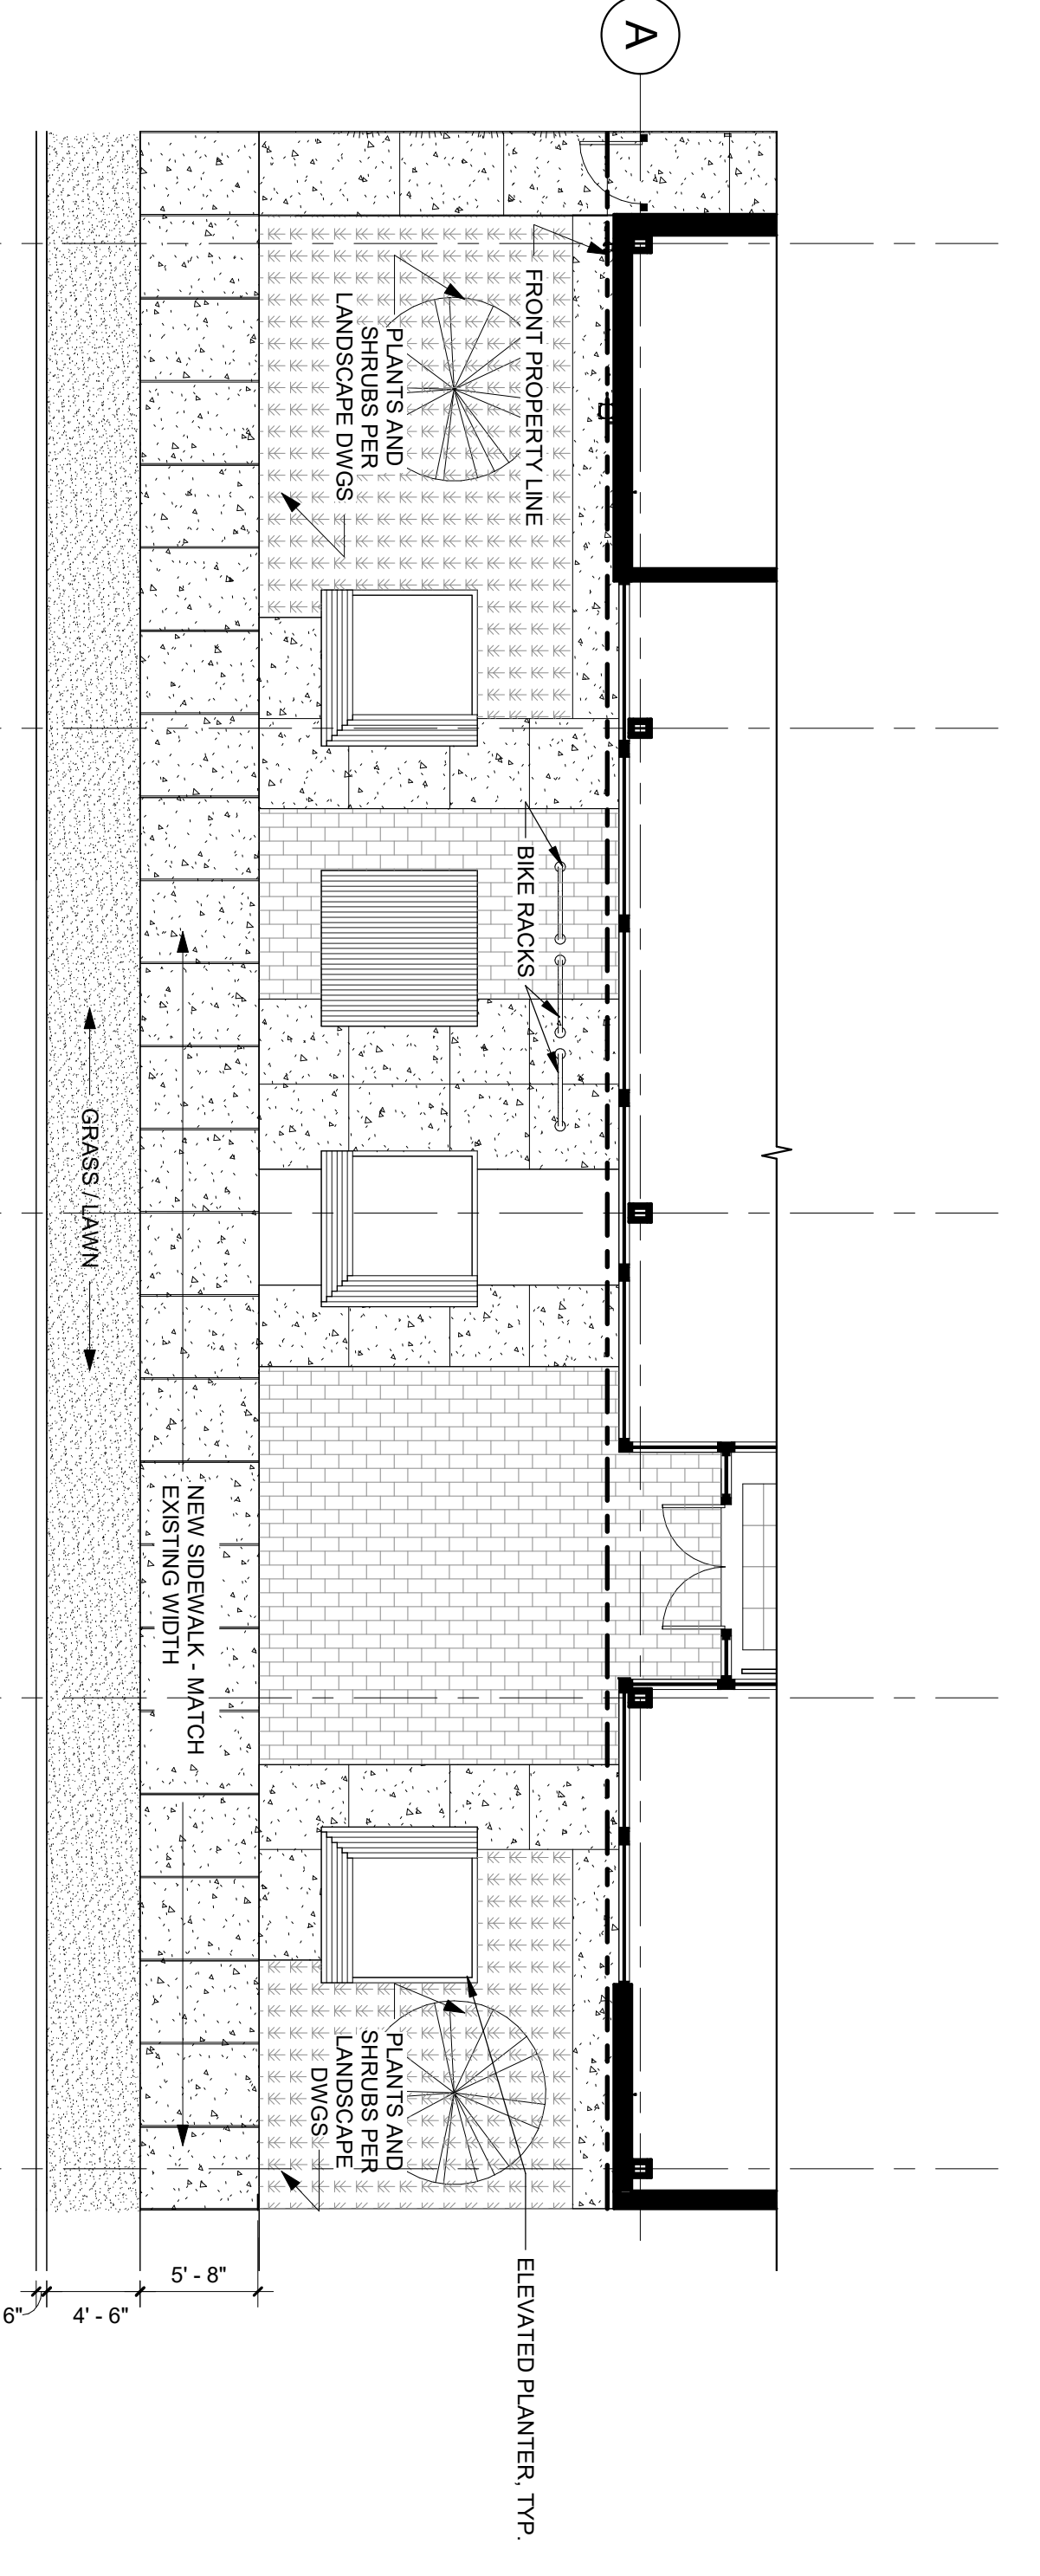 A
FRONT PROPERTY LINE
PLANTS AND
SHRUBS PER
LANDSCAPE DWGS
BIKE RACKS
GRASS / LAWN
NEW SIDEWALK - MATCH
EXISTING WIDTH
PLANTS AND
SHRUBS PER
LANDSCAPE
DWGS
ELEVATED PLANTER, TYP.
5' - 8"
4' - 6"
6"